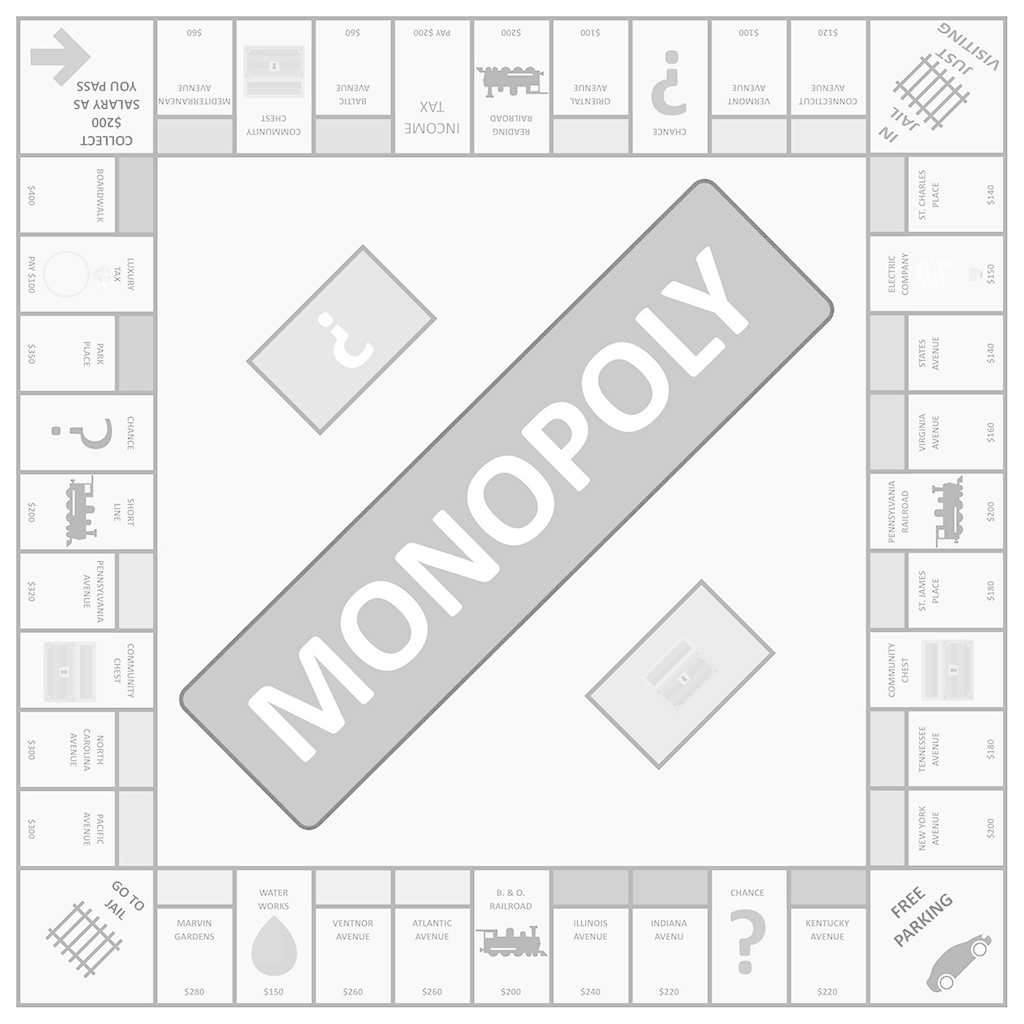 COLLECT
$200
SALARY AS
YOU PASS
MEDITERRANEAN
AVENUE
$60
COMMUNITY
CHEST
BALTIC
AVENUE
$60
INCOME
TAX
PAY $200
READING
RAILROAD
$200
ORIENTAL
AVENUE
$100
CHANCE
?
VERMONT
AVENUE
$100
CONNECTICUT
AVENUE
$120
IN
JAIL
JUST
VISITING
ST. CHARLES
PLACE
$140
ELECTRIC
COMPANY
$150
STATES
AVENUE
$140
VIRGINIA
AVENUE
$160
PENNSYLVANIA
RAILROAD
$200
ST. JAMES
PLACE
$180
COMMUNITY
CHEST
TENNESSEE
AVENUE
$180
NEW YORK
AVENUE
$200
FREE
PARKING
KENTUCKY
AVENUE
$220
CHANCE
?
INDIANA
AVENU
$220
ILLINOIS
AVENUE
$240
B. & O.
RAILROAD
$200
ATLANTIC
AVENUE
$260
VENTNOR
AVENUE
$260
WATER
WORKS
$150
MARVIN
GARDENS
$280
GO TO
JAIL
PACIFIC
AVENUE
$300
NORTH
CAROLINA
AVENUE
$300
COMMUNITY
CHEST
PENNSYLVANIA
AVENUE
$320
SHORT
LINE
$200
CHANCE
?
PARK
PLACE
$350
LUXURY
TAX
PAY $100
BOARDWALK
$400
?
MONOPOLY